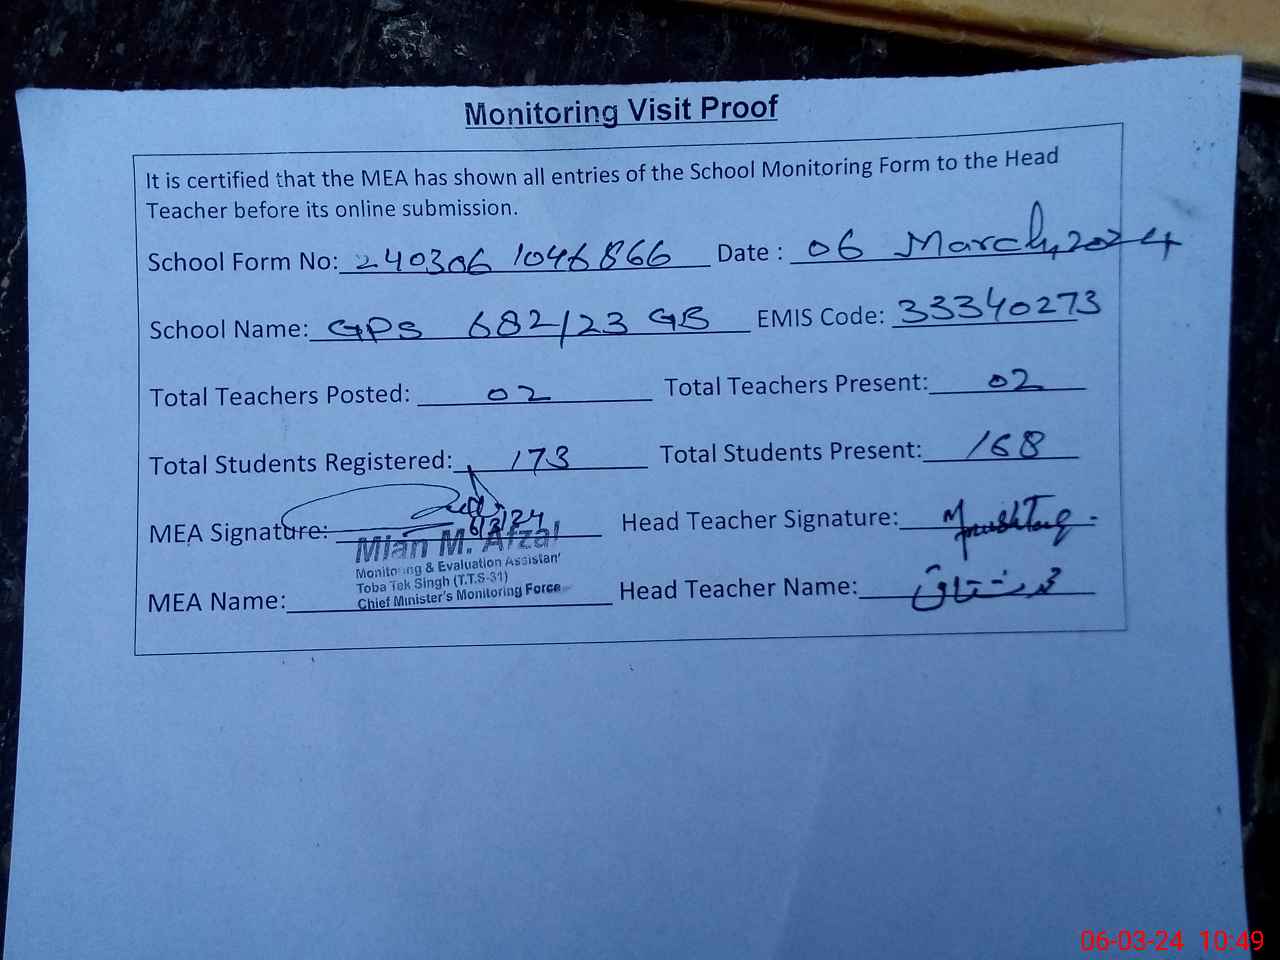 Monitoring Visit Proof
It is certified that the MEA has shown all entries of the School Monitoring Form to the Head
Teacher before its online submission.
School Form No: 240306 1046866 Date : 06 March, 2024
School Name: GPS 682/23 GB EMIS Code: 33340273
Total Teachers Posted: 02 Total Teachers Present: 02
Total Students Registered: 173 Total Students Present: 168
MEA Signature: 6/3/24 Head Teacher Signature:
Mian M. Afzal
Monitoring & Evaluation Assistant
Toba Tek Singh (T.T.S-31)
Chief Minister's Monitoring Force
MEA Name: Head Teacher Name: محمد مشتاق
06-03-24 10:49